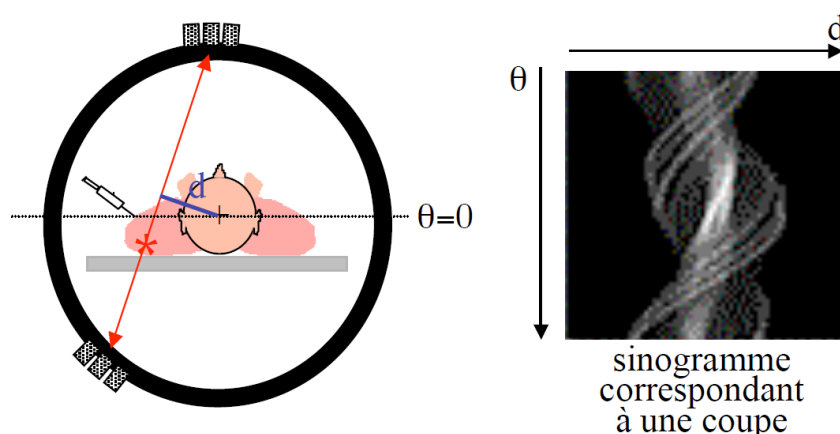 d
θ
d
θ=0
sinogramme
correspondant
à une coupe